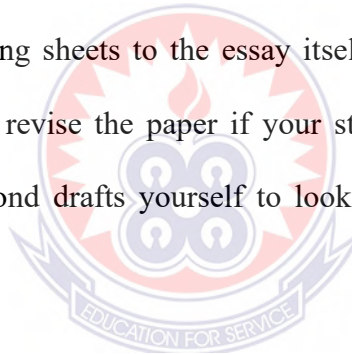 ng sheets to the essay itsel
revise the paper if your st
ond drafts yourself to look
EDUCATION FOR SERVICE